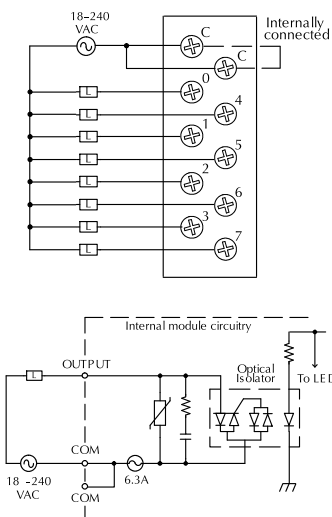 18-240
VAC
Internally
connected
C
C
0
4
1
5
2
6
3
7
L
L
L
L
L
L
L
L
Internal module circuitry
OUTPUT
Optical
Isolator
To LED
L
COM
18 -240
VAC
6.3A
COM